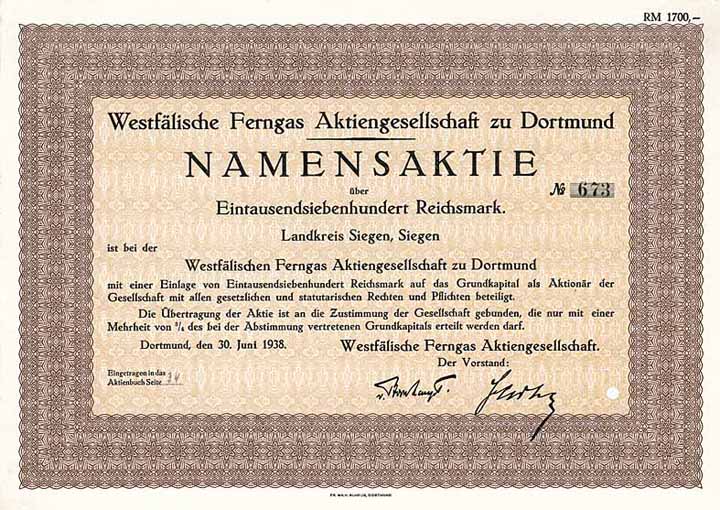 RM 1700,—
Westfälische Ferngas Aktiengesellschaft zu Dortmund
NAMENSAKTIE
über
№ 673
Eintausendsiebenhundert Reichsmark.
Landkreis Siegen, Siegen
ist bei der
Westfälischen Ferngas Aktiengesellschaft zu Dortmund
mit einer Einlage von Eintausendsiebenhundert Reichsmark auf das Grundkapital als Aktionär der
Gesellschaft mit allen gesetzlichen und statutarischen Rechten und Pflichten beteiligt.
Die Übertragung der Aktie ist an die Zustimmung der Gesellschaft gebunden, die nur mit einer
Mehrheit von ³/₄ des bei der Abstimmung vertretenen Grundkapitals erteilt werden darf.
Dortmund, den 30. Juni 1938.
Westfälische Ferngas Aktiengesellschaft.
Der Vorstand:
Eingetragen in das
Aktienbuch Seite 34
DORTMUND